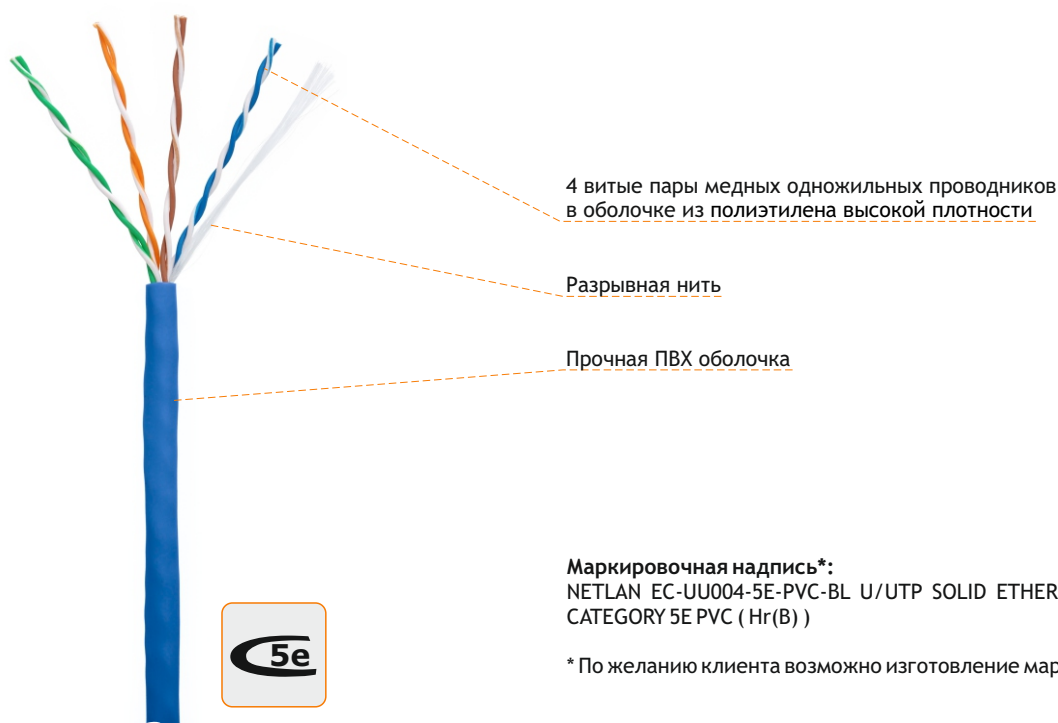 4 витые пары медных одножильных проводников
в оболочке из полиэтилена высокой плотности
Разрывная нить
Прочная ПВХ оболочка
Маркировочная надпись*:
NETLAN EC-UU004-5E-PVC-BL U/UTP SOLID ETHER
CATEGORY 5E PVC ( Нг(B) )
5e
* По желанию клиента возможно изготовление мар